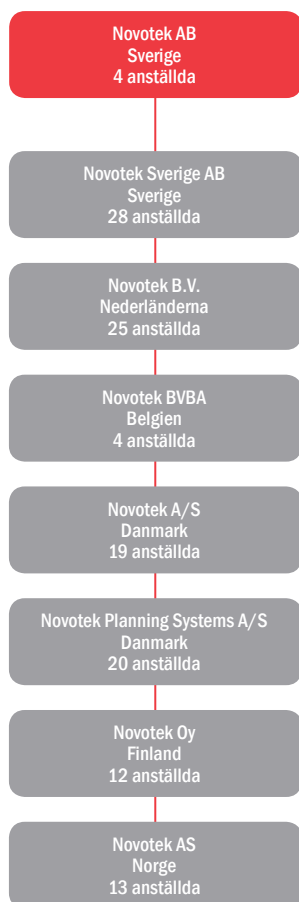 Novotek AB
Sverige
4 anställda
Novotek Sverige AB
Sverige
28 anställda
Novotek B.V.
Nederländerna
25 anställda
Novotek BVBA
Belgien
4 anställda
Novotek A/S
Danmark
19 anställda
Novotek Planning Systems A/S
Danmark
20 anställda
Novotek Oy
Finland
12 anställda
Novotek AS
Norge
13 anställda